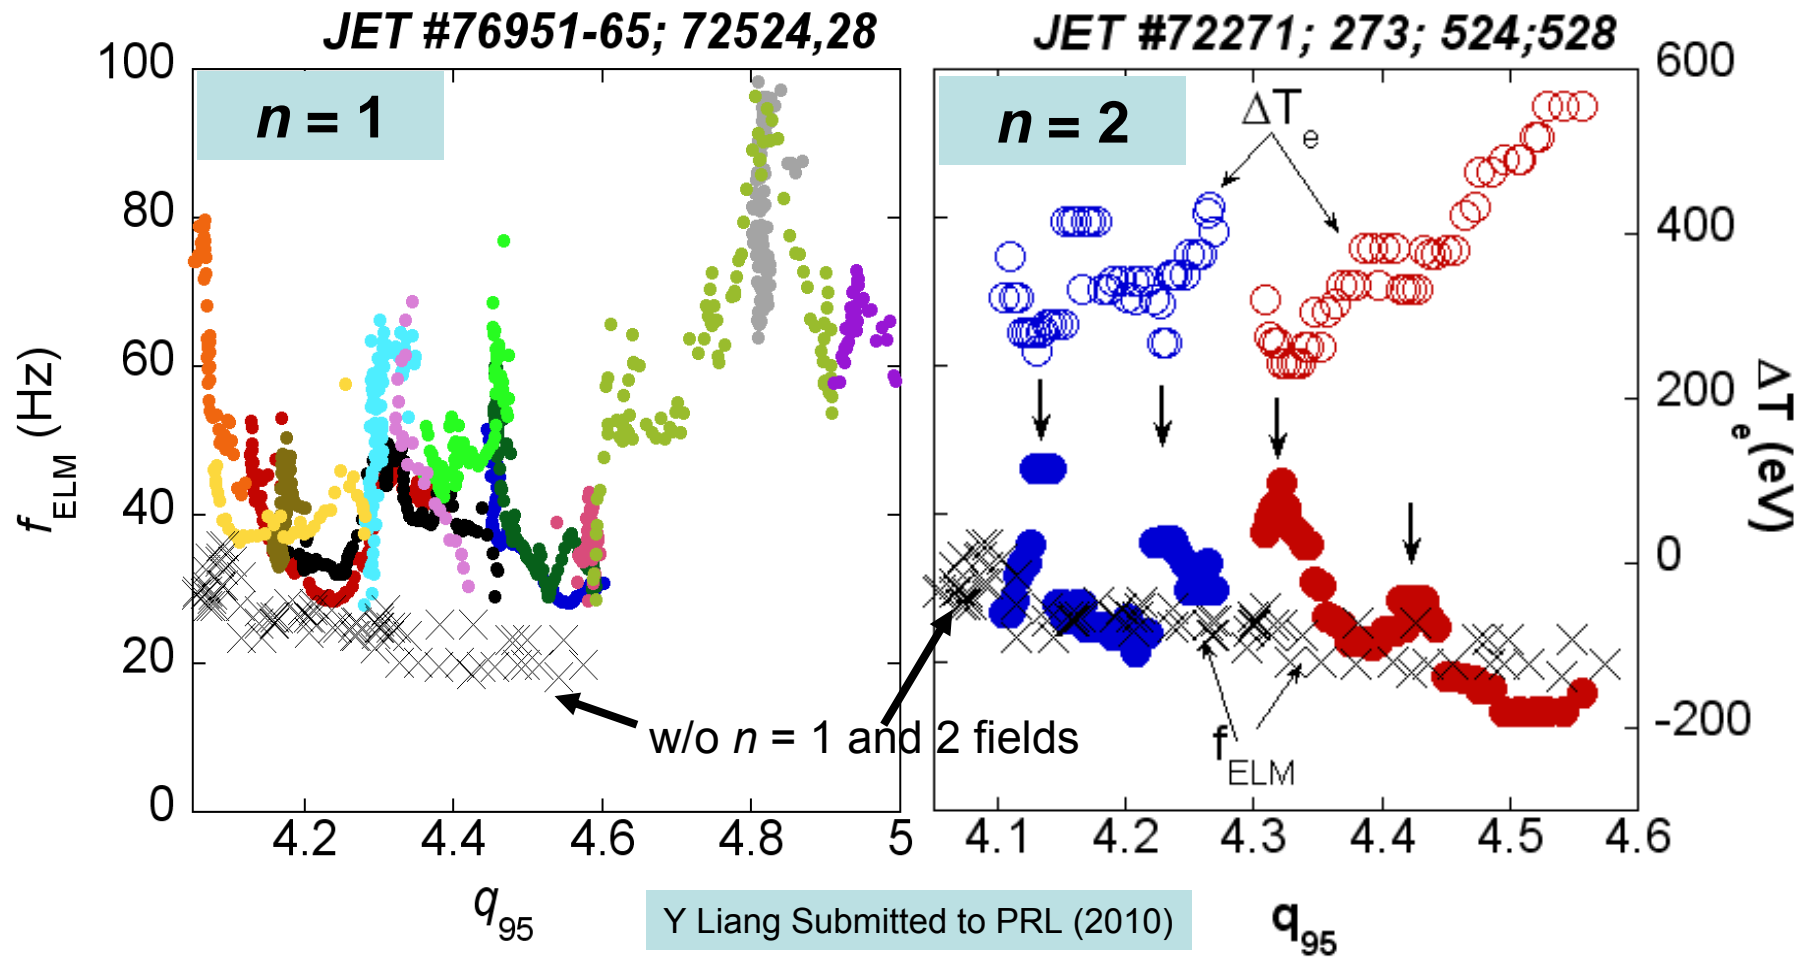 JET #76951-65; 72524,28
JET #72271; 273; 524;528
n = 1
n = 2
100
80
60
40
20
0
f ELM (Hz)
4.2 4.4 4.6 4.8 5
q95
ΔTe
600
400
200
0
-200
ΔTe (eV)
w/o n = 1 and 2 fields
fELM
4.1 4.2 4.3 4.4 4.5 4.6
q95
Y Liang Submitted to PRL (2010)